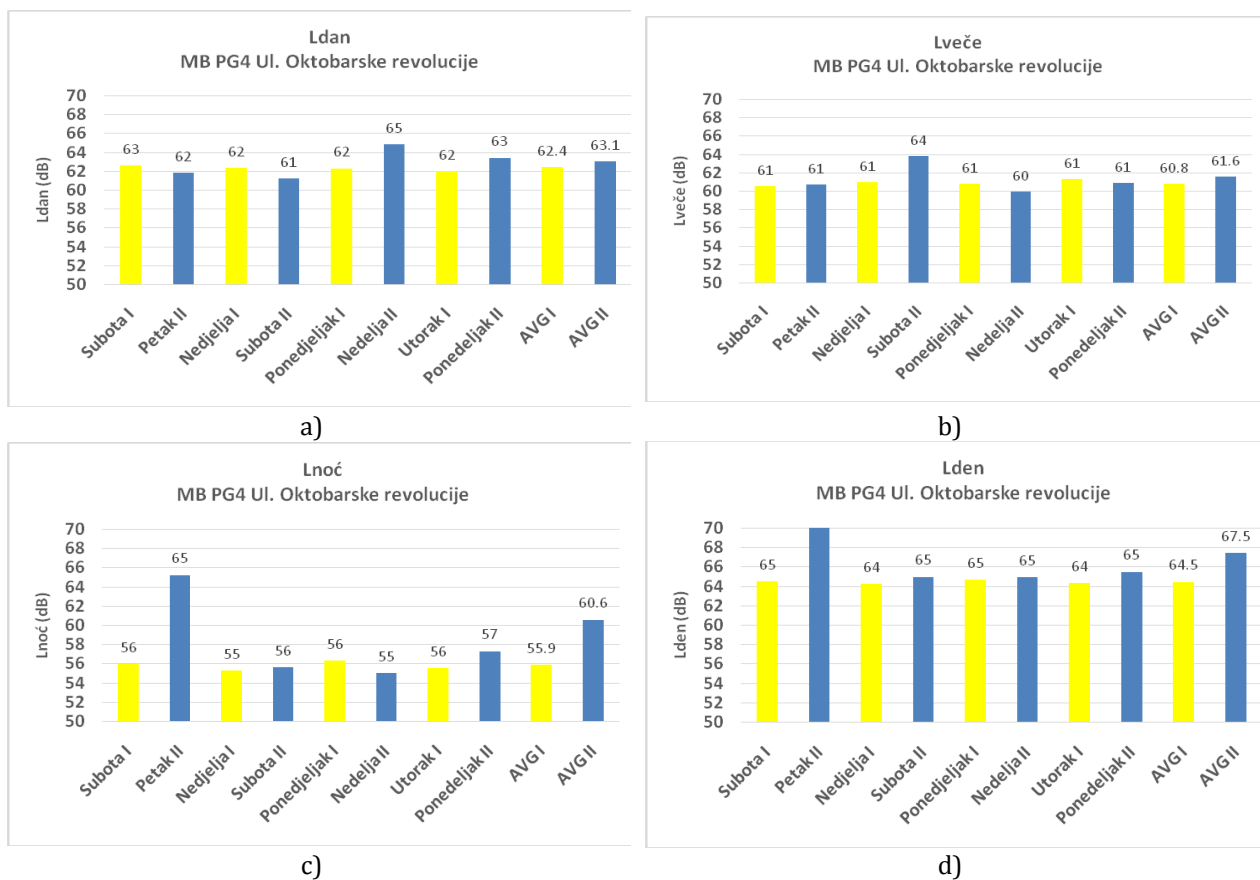 Ldan
MB PG4 Ul. Oktobarske revolucije
Ldan (dB)
70
68
66
64
62
60
58
56
54
52
50
63
62
62
61
62
65
62
63
62.4
63.1
Subota I
Petak II
Nedjelja I
Subota II
Ponedjeljak I
Nedelja II
Utorak I
Ponedeljak II
AVG I
AVG II
a)
Lveče
MB PG4 Ul. Oktobarske revolucije
Lveče (dB)
70
68
66
64
62
60
58
56
54
52
50
61
61
61
64
61
60
61
61
60.8
61.6
Subota I
Petak II
Nedjelja I
Subota II
Ponedjeljak I
Nedelja II
Utorak I
Ponedeljak II
AVG I
AVG II
b)
Lnoć
MB PG4 Ul. Oktobarske revolucije
Lnoć (dB)
70
68
66
64
62
60
58
56
54
52
50
56
65
55
56
56
55
56
57
55.9
60.6
Subota I
Petak II
Nedjelja I
Subota II
Ponedjeljak I
Nedelja II
Utorak I
Ponedeljak II
AVG I
AVG II
c)
Lden
MB PG4 Ul. Oktobarske revolucije
Lden (dB)
70
68
66
64
62
60
58
56
54
52
50
65
64
65
65
65
64
65
64.5
67.5
Subota I
Petak II
Nedjelja I
Subota II
Ponedjeljak I
Nedelja II
Utorak I
Ponedeljak II
AVG I
AVG II
d)